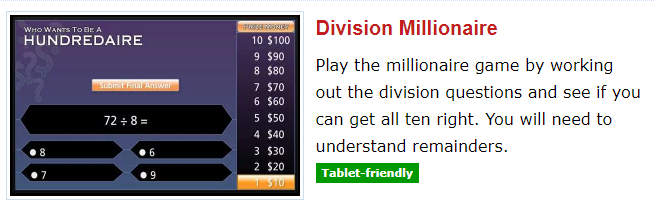 WHO WANTS TO BE A
HUNDREDAIRE
Submit Final Answer
72 ÷ 8 =
8
6
7
9
PRIZE MONEY
10 $100
9 $90
8 $80
7 $70
6 $60
5 $50
4 $40
3 $30
2 $20
1 $10
Division Millionaire
Play the millionaire game by working
out the division questions and see if you
can get all ten right. You will need to
understand remainders.
Tablet-friendly